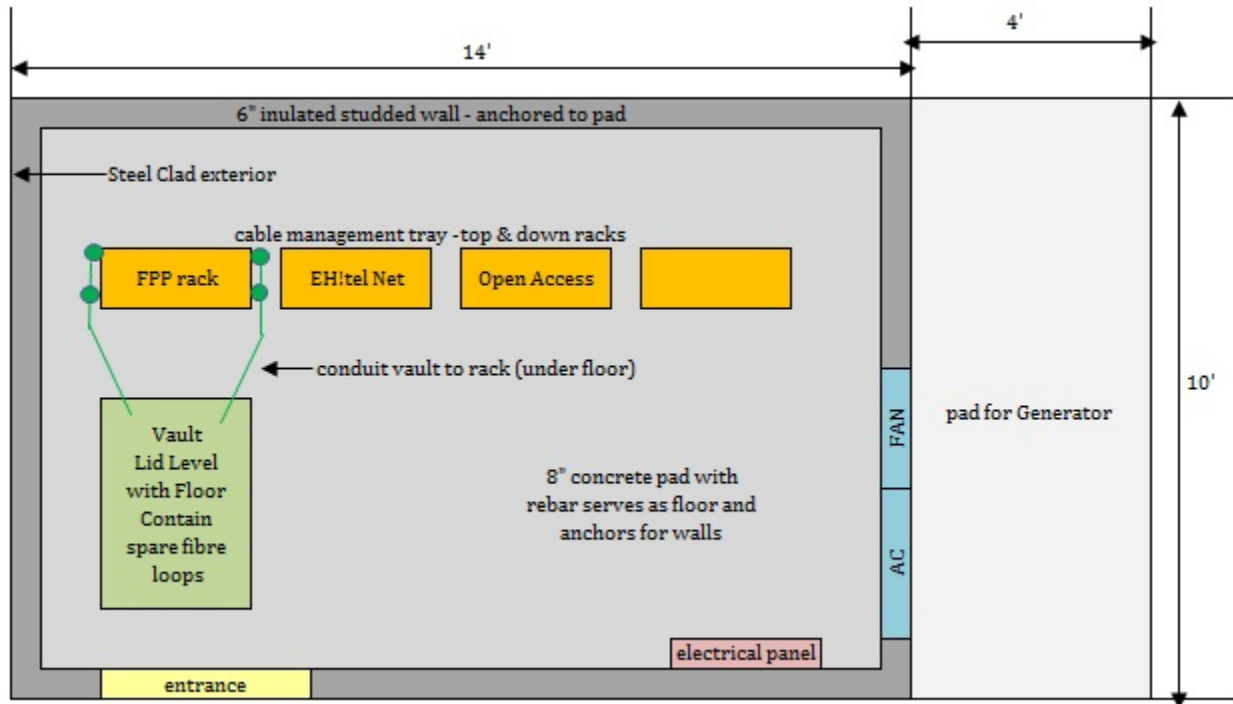 4'
14'
6" inulated studded wall - anchored to pad
Steel Clad exterior
cable management tray -top & down racks
FPP rack
EH!tel Net
Open Access
conduit vault to rack (under floor)
10'
pad for Generator
FAN
Vault
Lid Level
with Floor
Contain
spare fibre
loops
8" concrete pad with
rebar serves as floor and
anchors for walls
AC
electrical panel
entrance